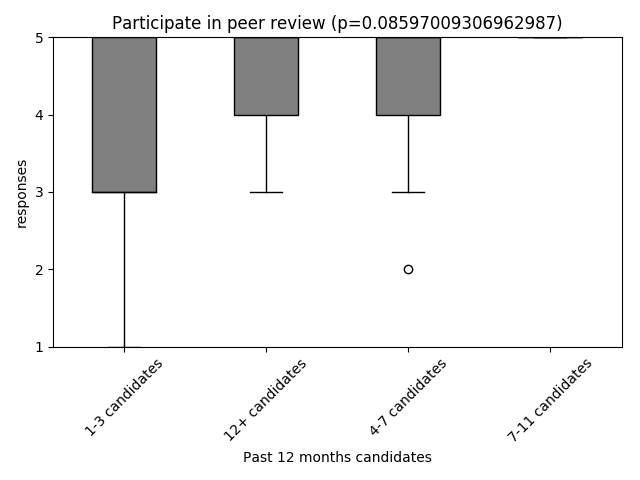 Participate in peer review (p=0.08597009306962987)
5
4
3
2
1
responses
1-3 candidates
12+ candidates
4-7 candidates
7-11 candidates
Past 12 months candidates